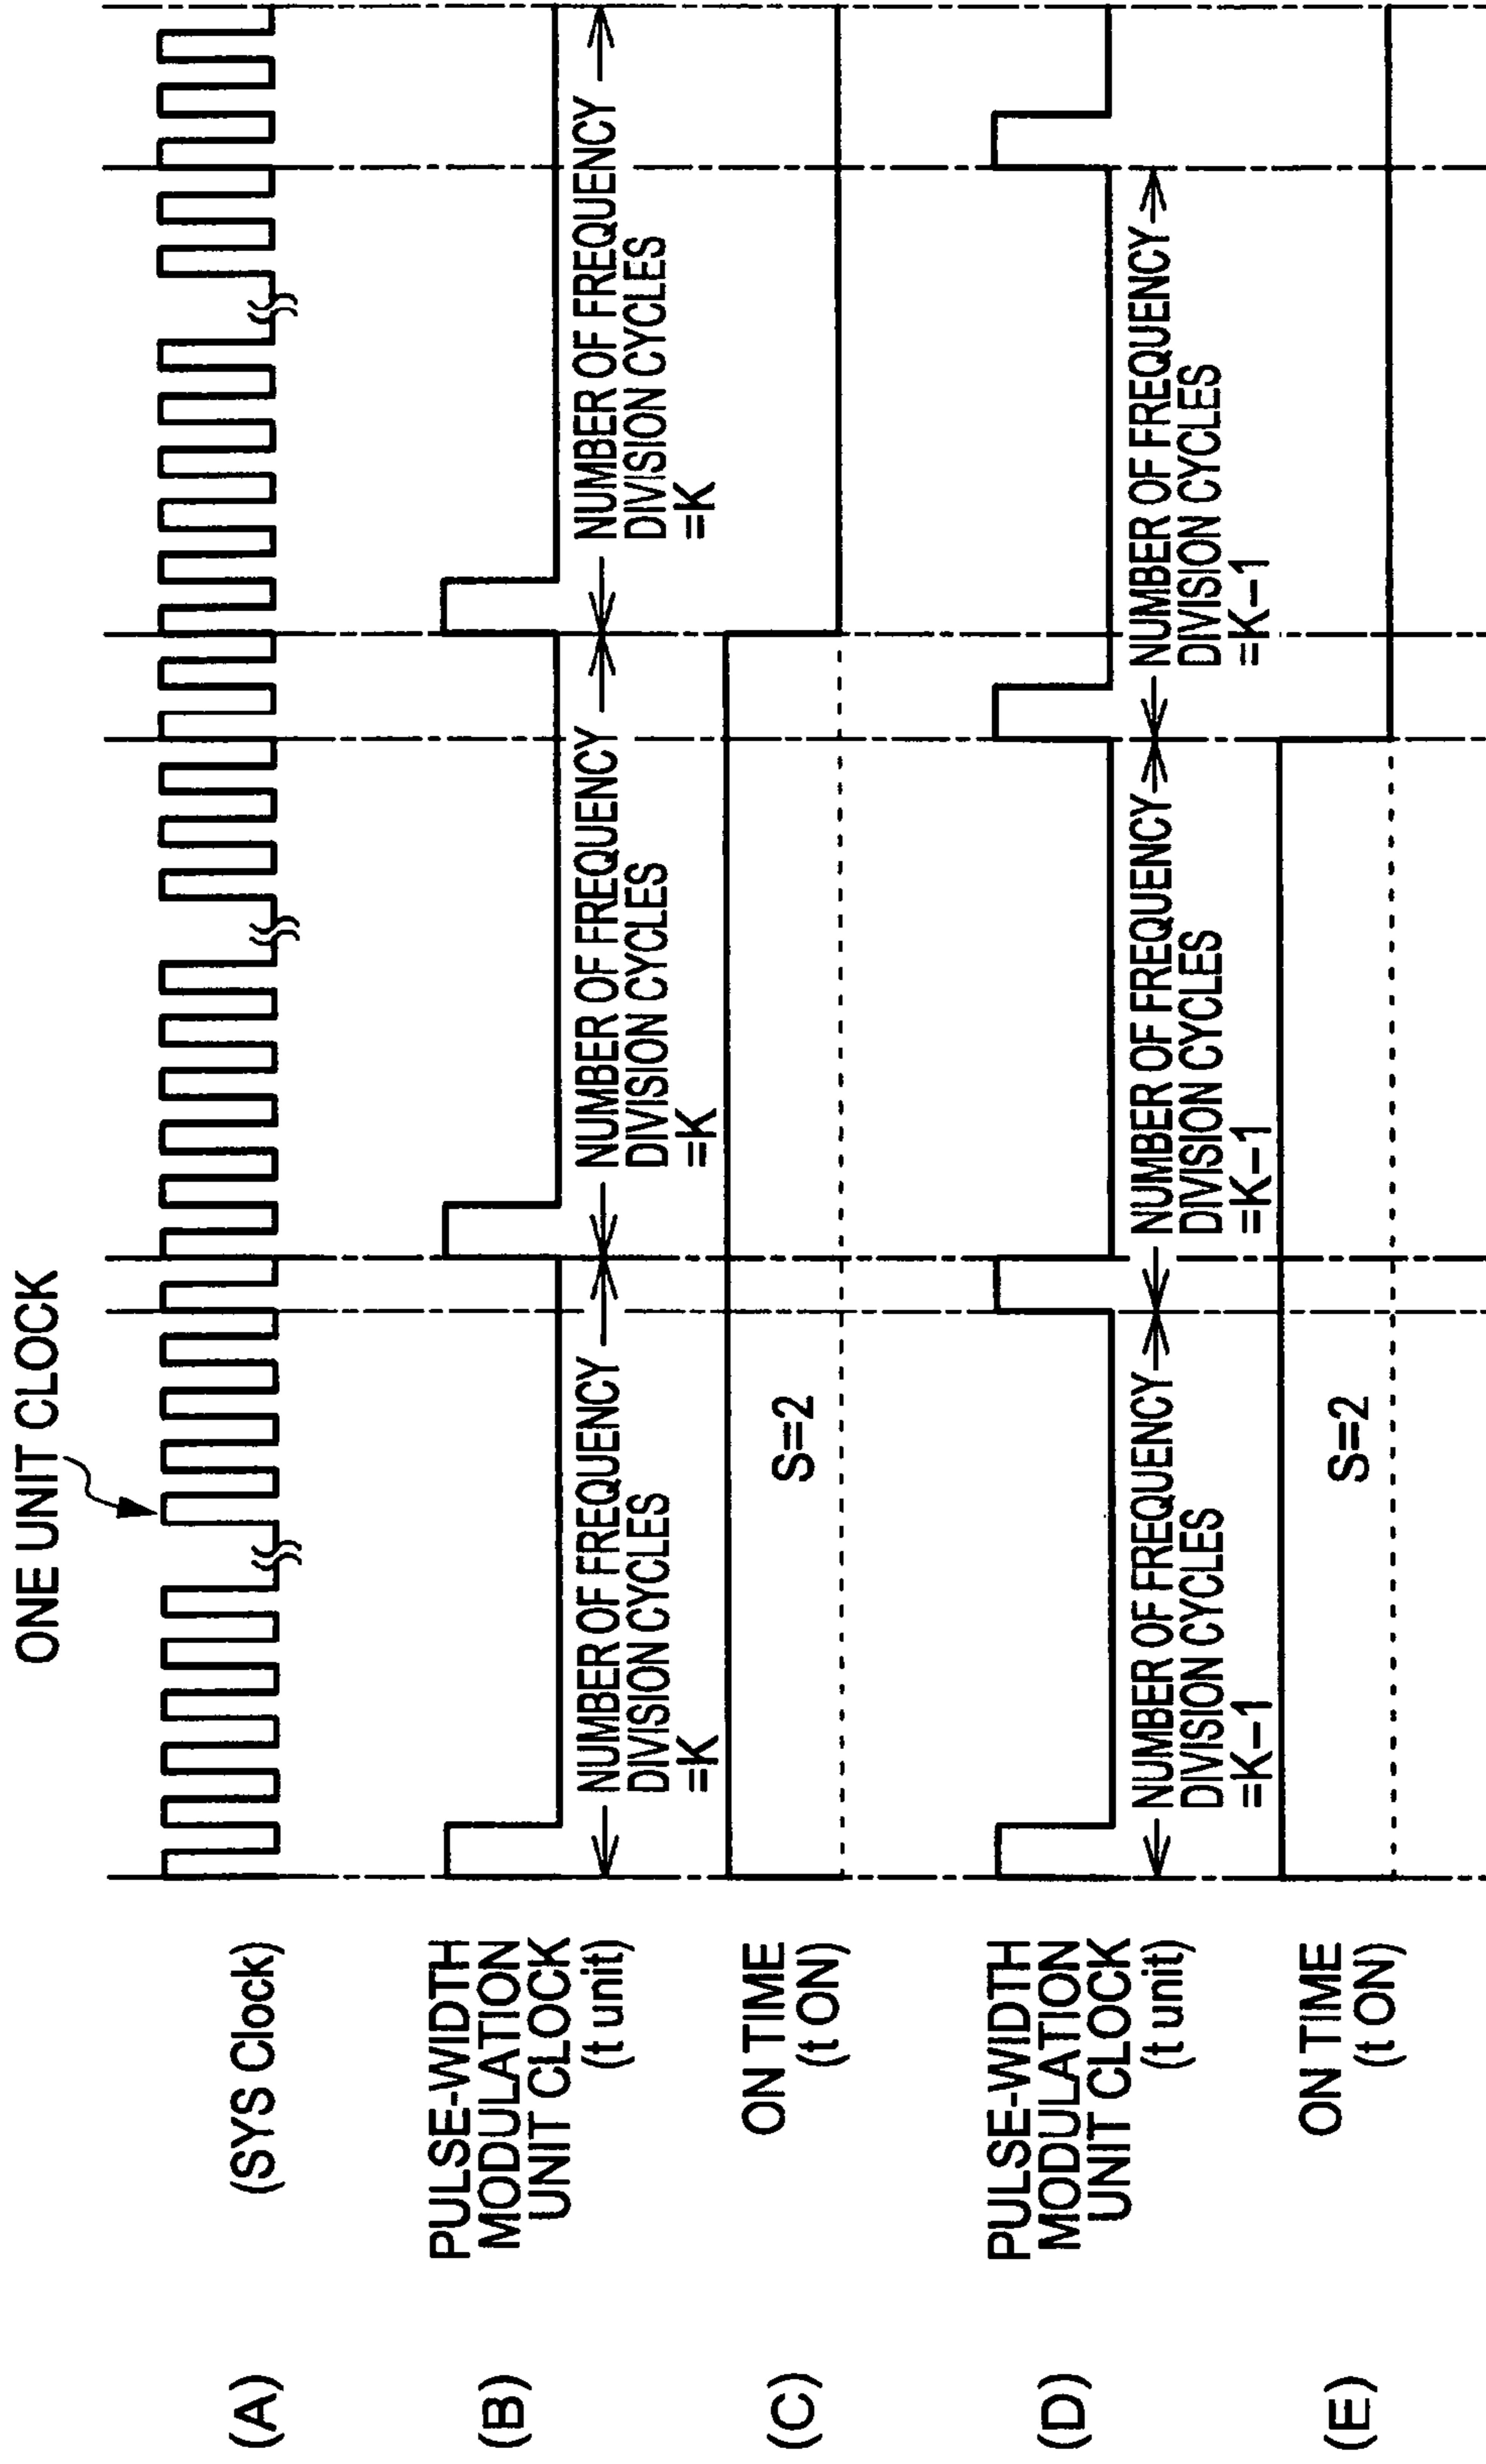 ONE UNIT CLOCK
(A)
(SYS Clock)
(B)
PULSE-WIDTH
MODULATION
UNIT CLOCK
(t unit)
NUMBER OF FREQUENCY
DIVISION CYCLES
=K
NUMBER OF FREQUENCY
DIVISION CYCLES
=K
NUMBER OF FREQUENCY
DIVISION CYCLES
=K
(C)
ON TIME
(t ON)
S=2
(D)
PULSE-WIDTH
MODULATION
UNIT CLOCK
(t unit)
NUMBER OF FREQUENCY
DIVISION CYCLES
=K-1
NUMBER OF FREQUENCY
DIVISION CYCLES
=K-1
NUMBER OF FREQUENCY
DIVISION CYCLES
=K-1
(E)
ON TIME
(t ON)
S=2